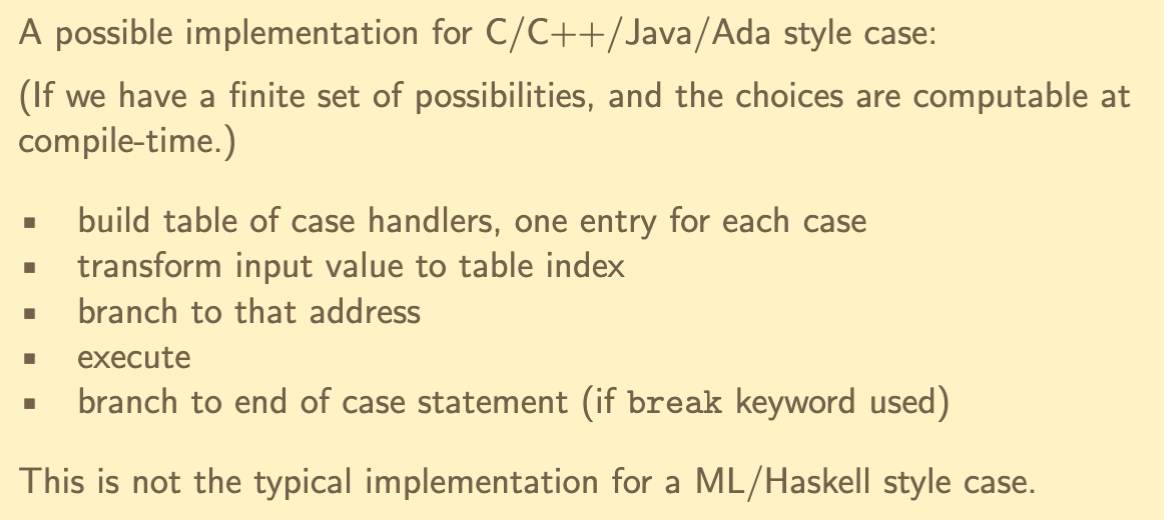 A possible implementation for C/C++/Java/Ada style case:
(If we have a finite set of possibilities, and the choices are computable at
compile-time.)
▪ build table of case handlers, one entry for each case
▪ transform input value to table index
▪ branch to that address
▪ execute
▪ branch to end of case statement (if break keyword used)
This is not the typical implementation for a ML/Haskell style case.